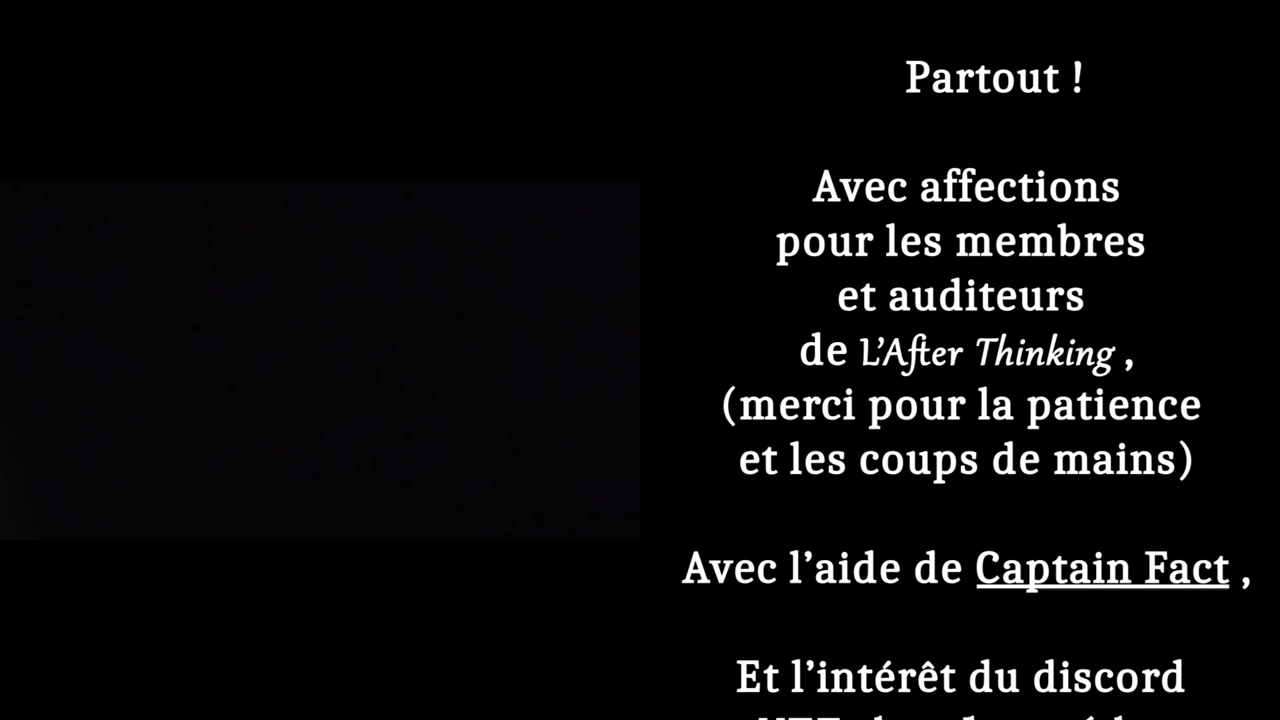 Partout !
Avec affections
pour les membres
et auditeurs
de L’After Thinking ,
(merci pour la patience
et les coups de mains)
Avec l’aide de Captain Fact ,
Et l’intérêt du discord